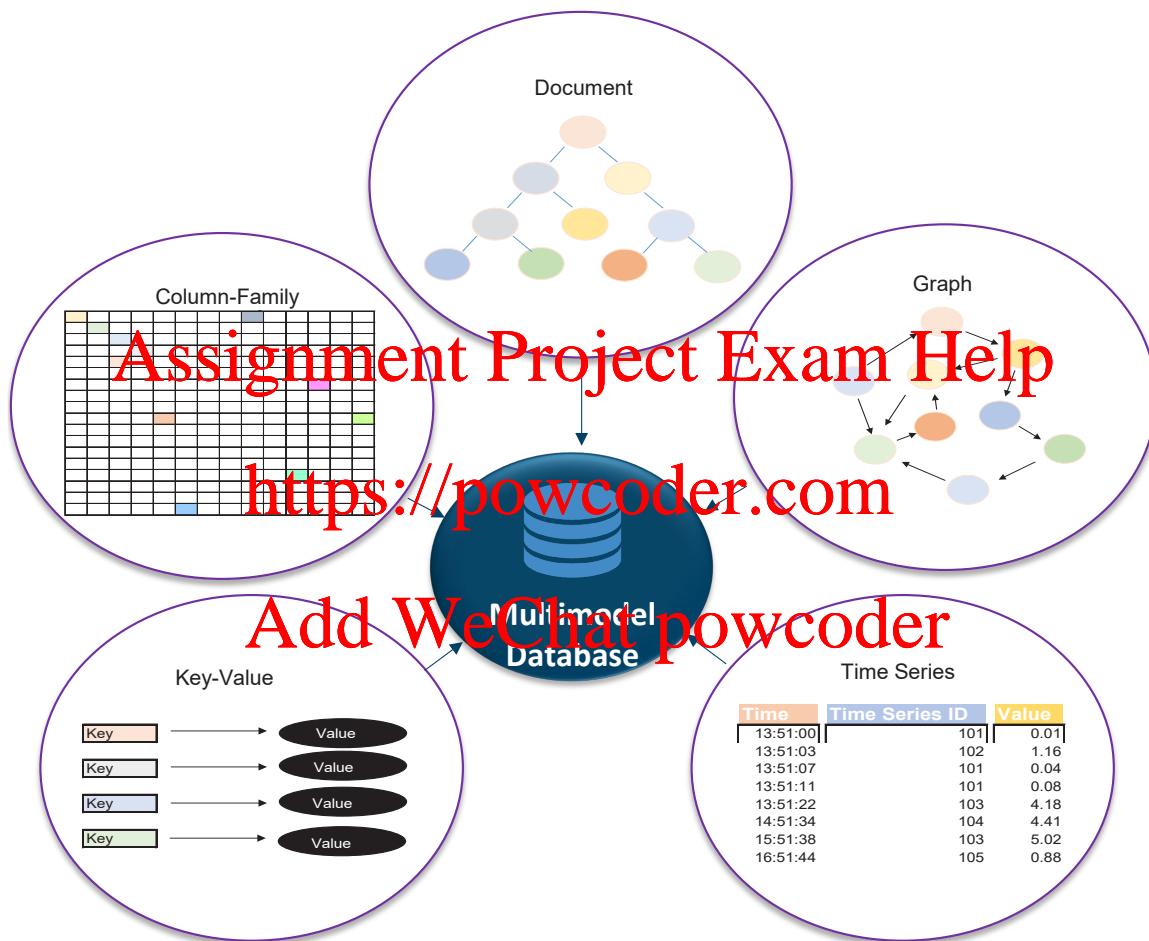 Document
Column-Family
Graph
Assignment Project Exam Help
https://powcoder.com
Multimodel
Database
Add WeChat powcoder
Key-Value
Key
Value
Key
Value
Key
Value
Key
Value
Time Series
Time Time Series ID Value
13:51:00 101 0.01
13:51:03 102 1.16
13:51:07 101 0.04
13:51:11 101 0.08
13:51:22 103 4.18
14:51:34 104 4.41
15:51:38 103 5.02
16:51:44 105 0.88